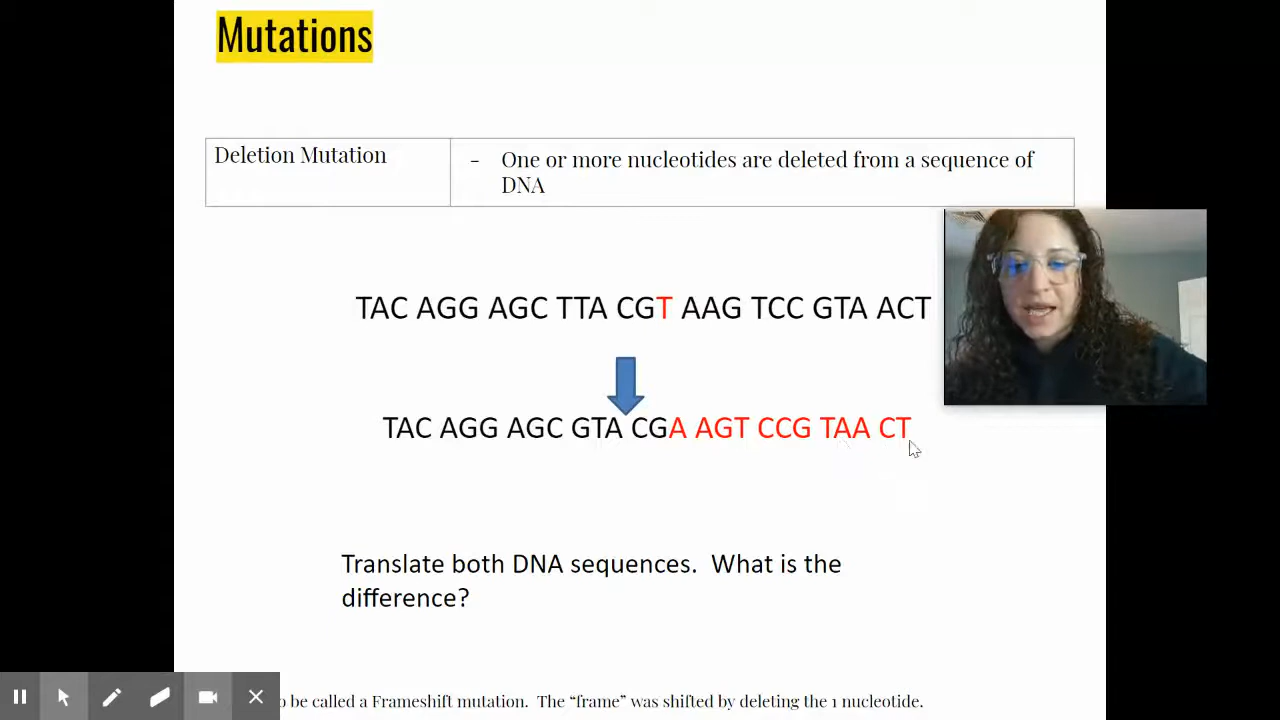 Mutations
Deletion Mutation
- One or more nucleotides are deleted from a sequence of
DNA
TAC AGG AGC TTA CGT AAG TCC GTA ACT
TAC AGG AGC GTA CGA AGT CCG TAA CT
Translate both DNA sequences. What is the
difference?
be called a Frameshift mutation. The “frame” was shifted by deleting the 1 nucleotide.